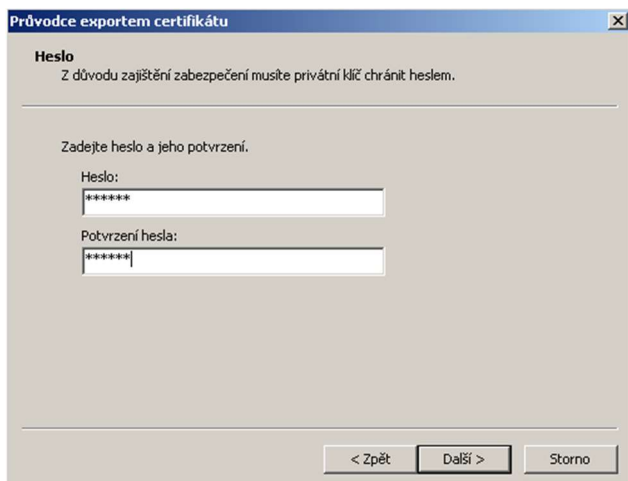 Průvodce exportem certifikátu
Heslo
Z důvodu zajištění zabezpečení musíte privátní klíč chránit heslem.
Zadejte heslo a jeho potvrzení.
Heslo:
******
Potvrzení hesla:
******
< Zpět
Další >
Storno